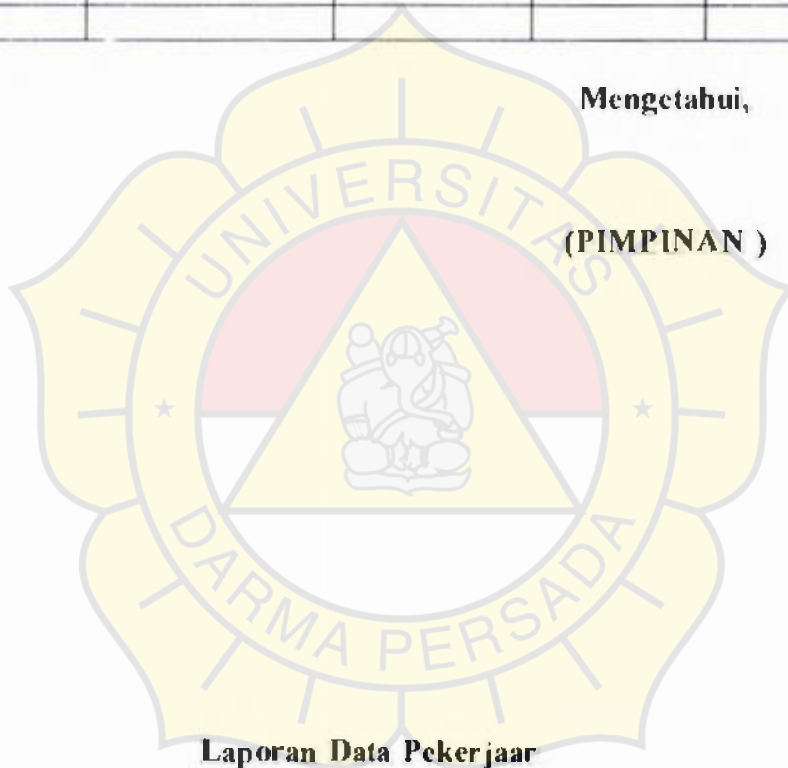 Mengetahui,
UNIVERSITAS
(PIMPINAN )
DARMA PERSADA
Laporan Data Pekerjaar